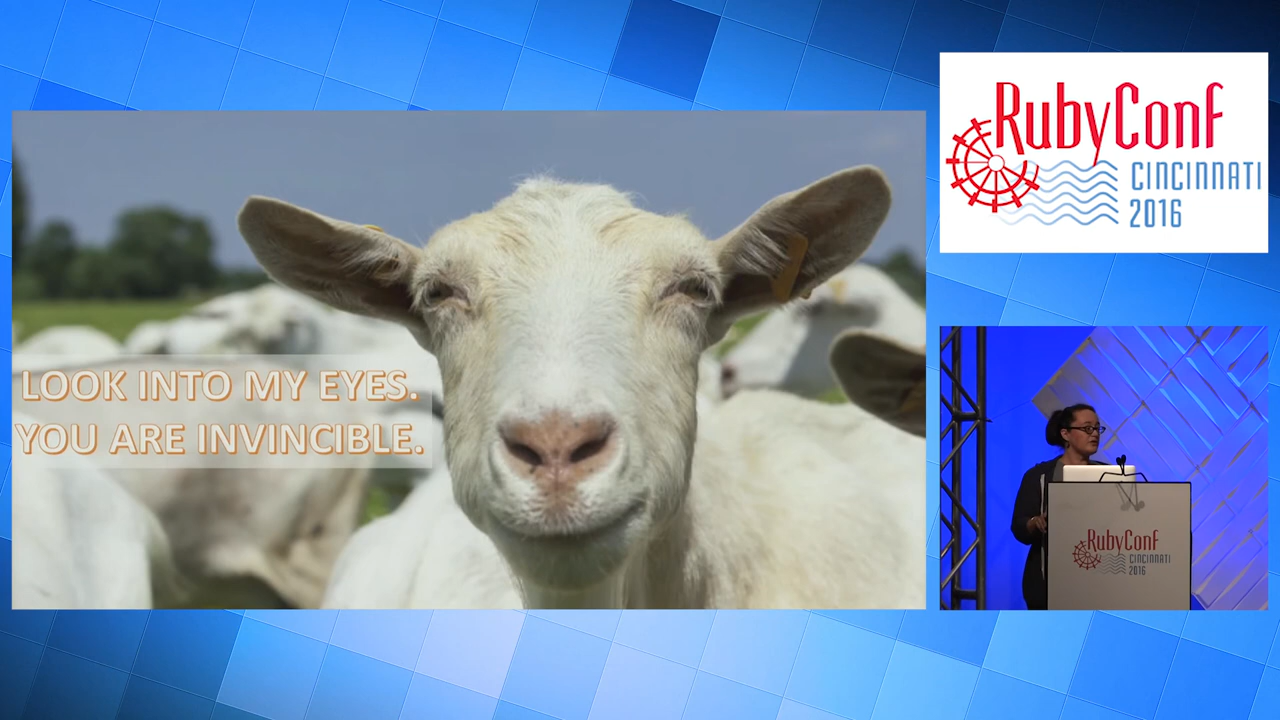 LOOK INTO MY EYES.
YOU ARE INVINCIBLE.
RubyConf
CINCINNATI
2016
RubyConf
CINCINNATI
2016